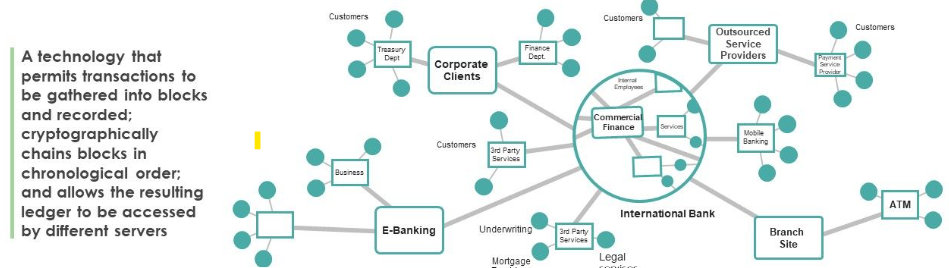 A technology that
permits transactions to
be gathered into blocks
and recorded;
cryptographically
chains blocks in
chronological order;
and allows the resulting
ledger to be accessed
by different servers
Customers
Treasury
Dept
Corporate
Clients
Finance
Dept.
Customers
Outsourced
Service
Providers
Customers
Payment
Service
Provider
Internal
Employees
Commercial
Finance
Services
Mobile
Banking
International Bank
Customers
3rd Party
Services
Business
E-Banking
Underwriting
3rd Party
Services
Mortgage
Legal
Branch
Site
ATM